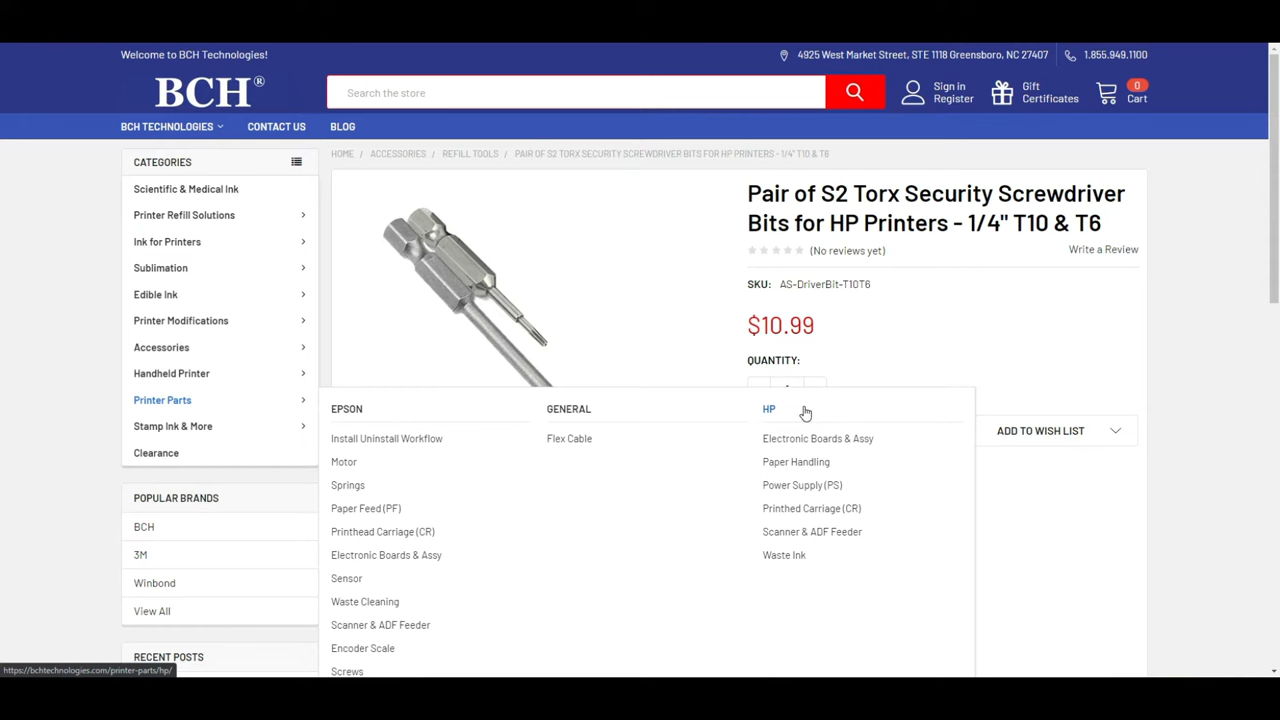 Welcome to BCH Technologies!
4925 West Market Street, STE 1118 Greensboro, NC 27407
1.855.949.1100
BCH®
Search the store
Sign in
Register
Gift
Certificates
0
Cart
BCH TECHNOLOGIES
CONTACT US
BLOG
CATEGORIES
Scientific & Medical Ink
Printer Refill Solutions
Ink for Printers
Sublimation
Edible Ink
Printer Modifications
Accessories
Handheld Printer
Printer Parts
Stamp Ink & More
Clearance
POPULAR BRANDS
BCH
3M
Winbond
View All
RECENT POSTS
HOME
ACCESSORIES
REFILL TOOLS
PAIR OF S2 TORX SECURITY SCREWDRIVER BITS FOR HP PRINTERS - 1/4" T10 & T6
Pair of S2 Torx Security Screwdriver
Bits for HP Printers - 1/4" T10 & T6
(No reviews yet)
Write a Review
SKU: AS-DriverBit-T10T6
$10.99
QUANTITY:
ADD TO WISH LIST
EPSON
Install Uninstall Workflow
Motor
Springs
Paper Feed (PF)
Printhead Carriage (CR)
Electronic Boards & Assy
Sensor
Waste Cleaning
Scanner & ADF Feeder
Encoder Scale
Screws
GENERAL
Flex Cable
HP
Electronic Boards & Assy
Paper Handling
Power Supply (PS)
Printhed Carriage (CR)
Scanner & ADF Feeder
Waste Ink
https://bchtechnologies.com/printer-parts/hp/